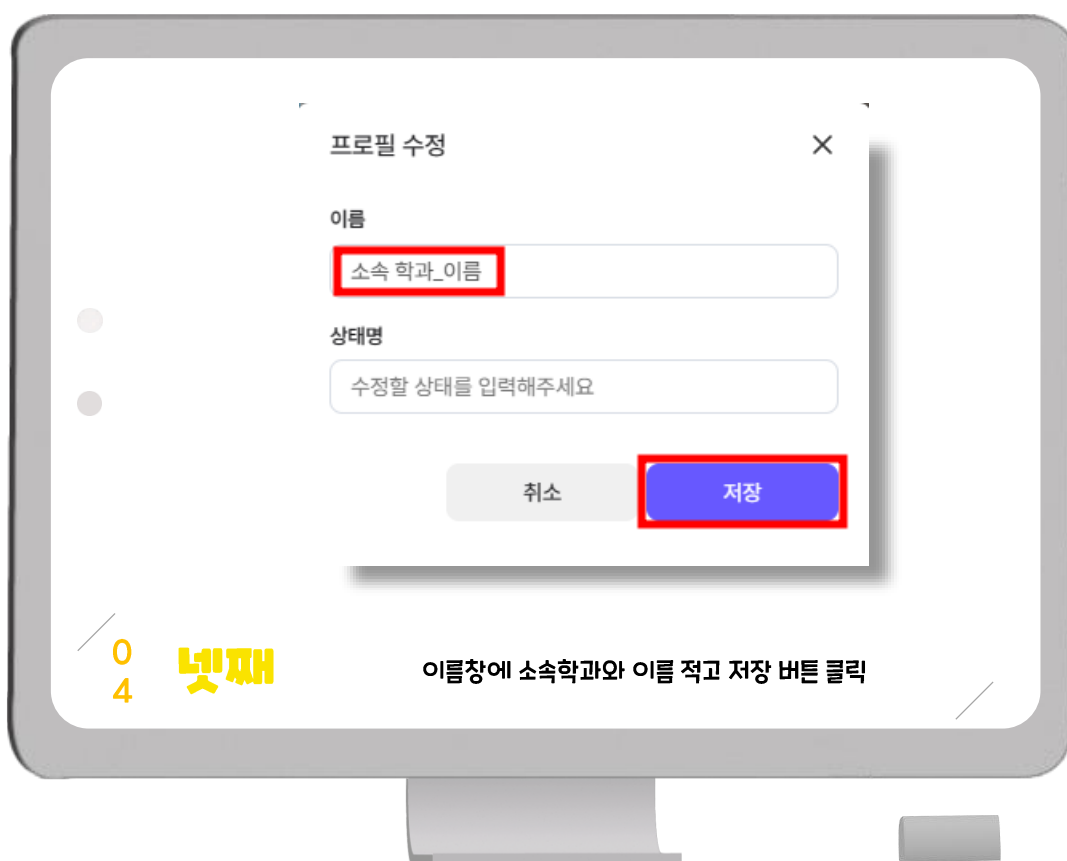 프로필 수정
이름
소속 학과_이름
상태명
수정할 상태를 입력해주세요
취소 저장
04
넷째
이름창에 소속학과와 이름 적고 저장 버튼 클릭